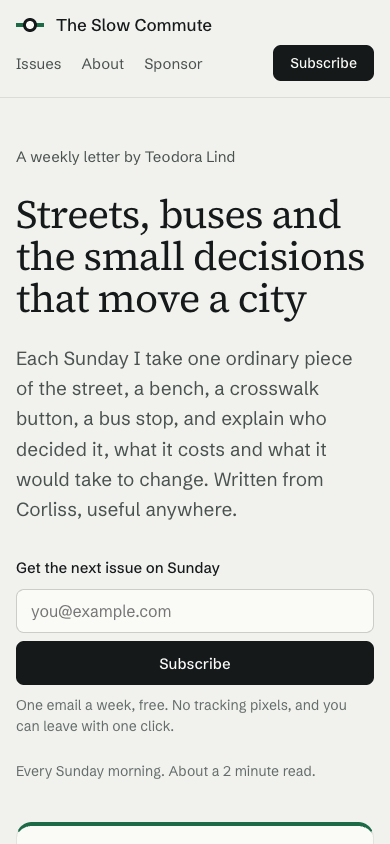 The Slow Commute
Issues About Sponsor Subscribe
A weekly letter by Teodora Lind
Streets, buses and
the small decisions
that move a city
Each Sunday I take one ordinary piece
of the street, a bench, a crosswalk
button, a bus stop, and explain who
decided it, what it costs and what it
would take to change. Written from
Corliss, useful anywhere.
Get the next issue on Sunday
you@example.com
Subscribe
One email a week, free. No tracking pixels, and you
can leave with one click.
Every Sunday morning. About a 2 minute read.